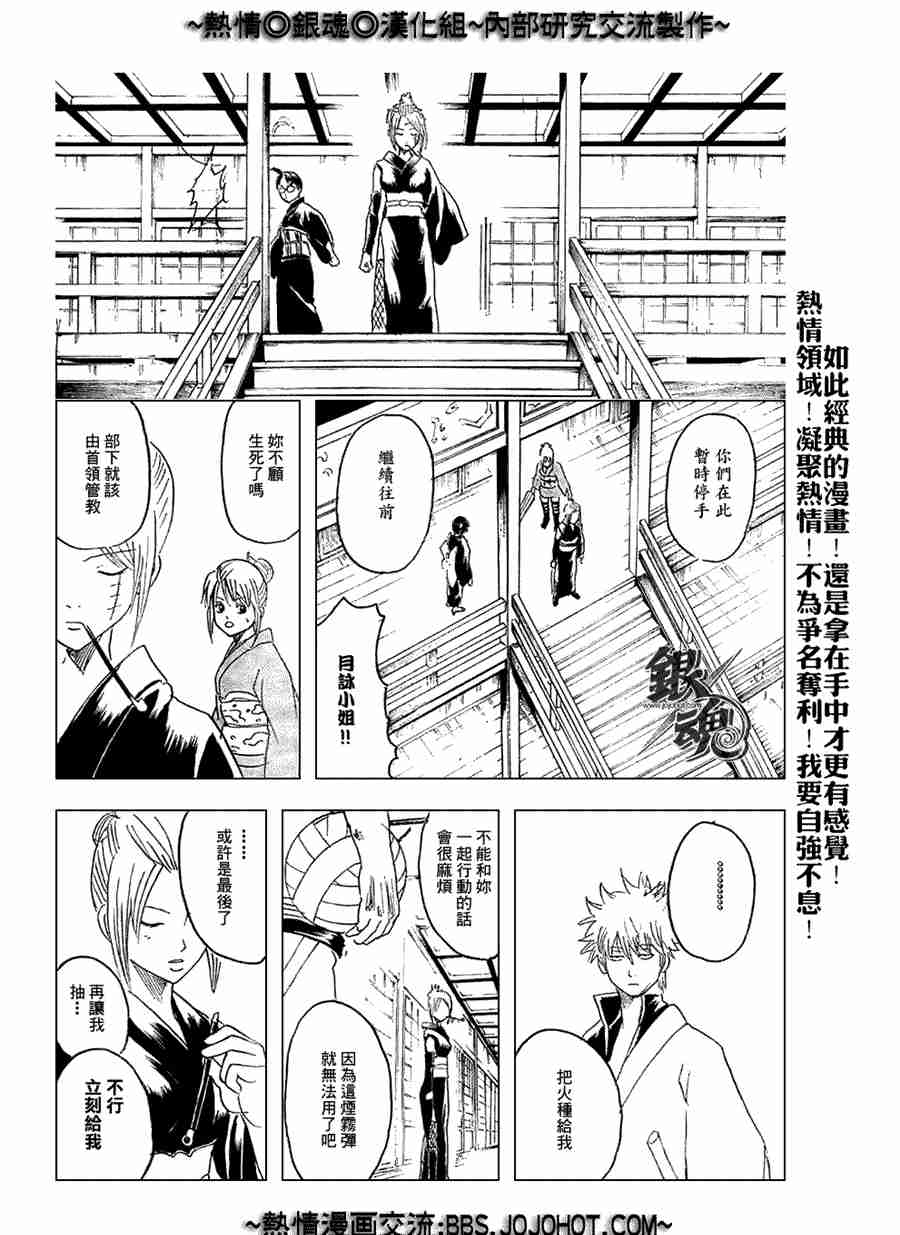 ~熱情◎銀魂◎漢化組~內部研究交流製作~
如此經典的漫畫！還是拿在手中才更有感覺！
熱情領域！凝聚熱情！不為爭名奪利！我要自強不息！
你們在此
暫時停手
繼續往前
月詠小姐!!
銀魂
www.jojohot.com
妳不顧
生死了嗎
部下就該
由首領管教
………
把火種給我
不能和妳
一起行動的話
會很麻煩
因為這煙霧彈
就無法用了吧
……
或許是最後了
再讓我
抽…
不行
立刻給我
~熱情漫画交流:BBS.JOJOHOT.COM~